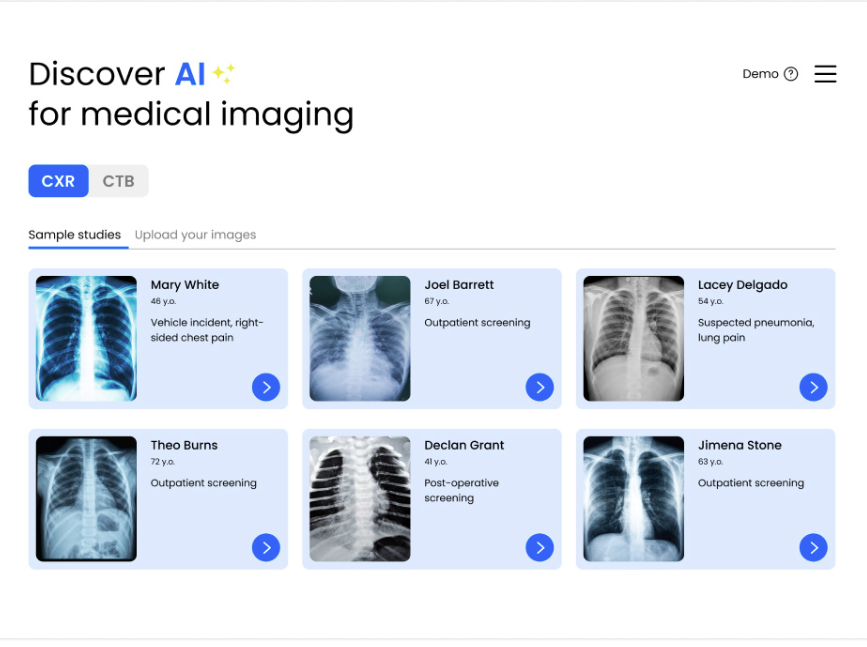 Discover AI
for medical imaging
Demo ?
CXR
CTB
Sample studies
Upload your images
Mary White
46 y.o.
Vehicle incident, right-
sided chest pain
Joel Barrett
67 y.o.
Outpatient screening
Lacey Delgado
54 y.o.
Suspected pneumonia,
lung pain
Theo Burns
72 y.o.
Outpatient screening
Declan Grant
41 y.o.
Post-operative
screening
Jimena Stone
63 y.o.
Outpatient screening